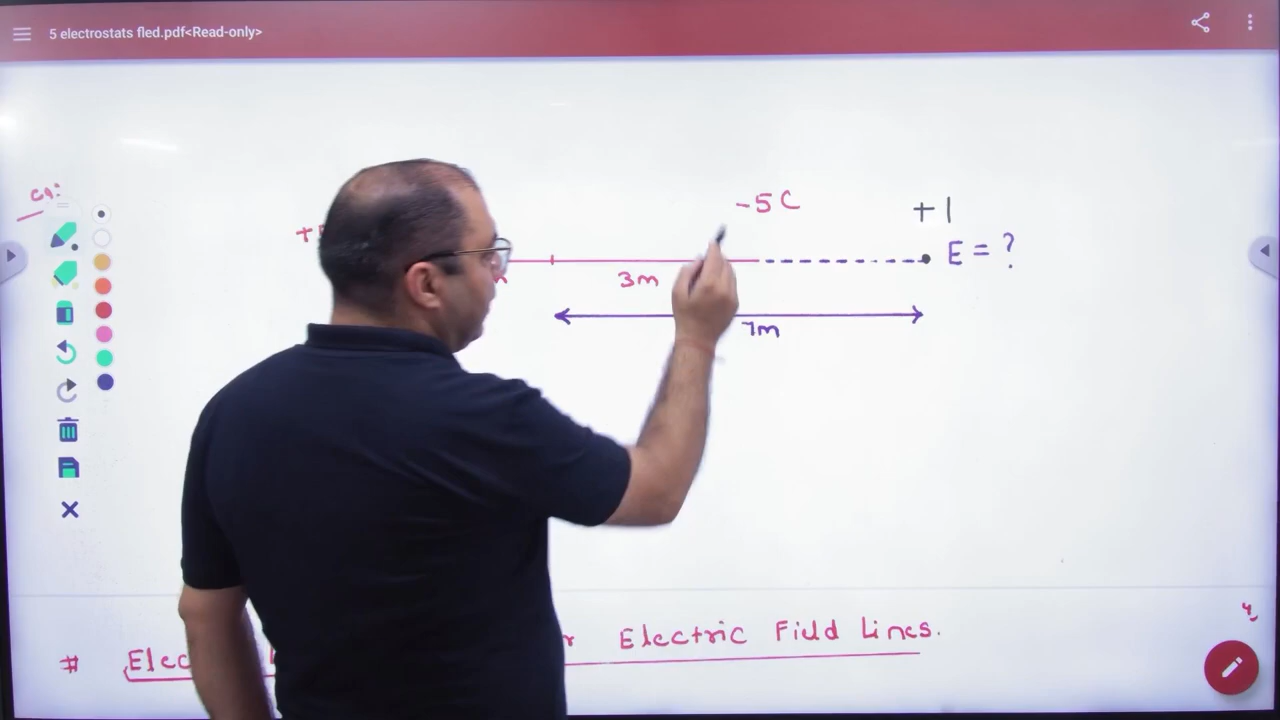 5 electrostats fled.pdf<Read-only>
-5C
+1
E = ?
3m
7m
# Electric Field Lines.